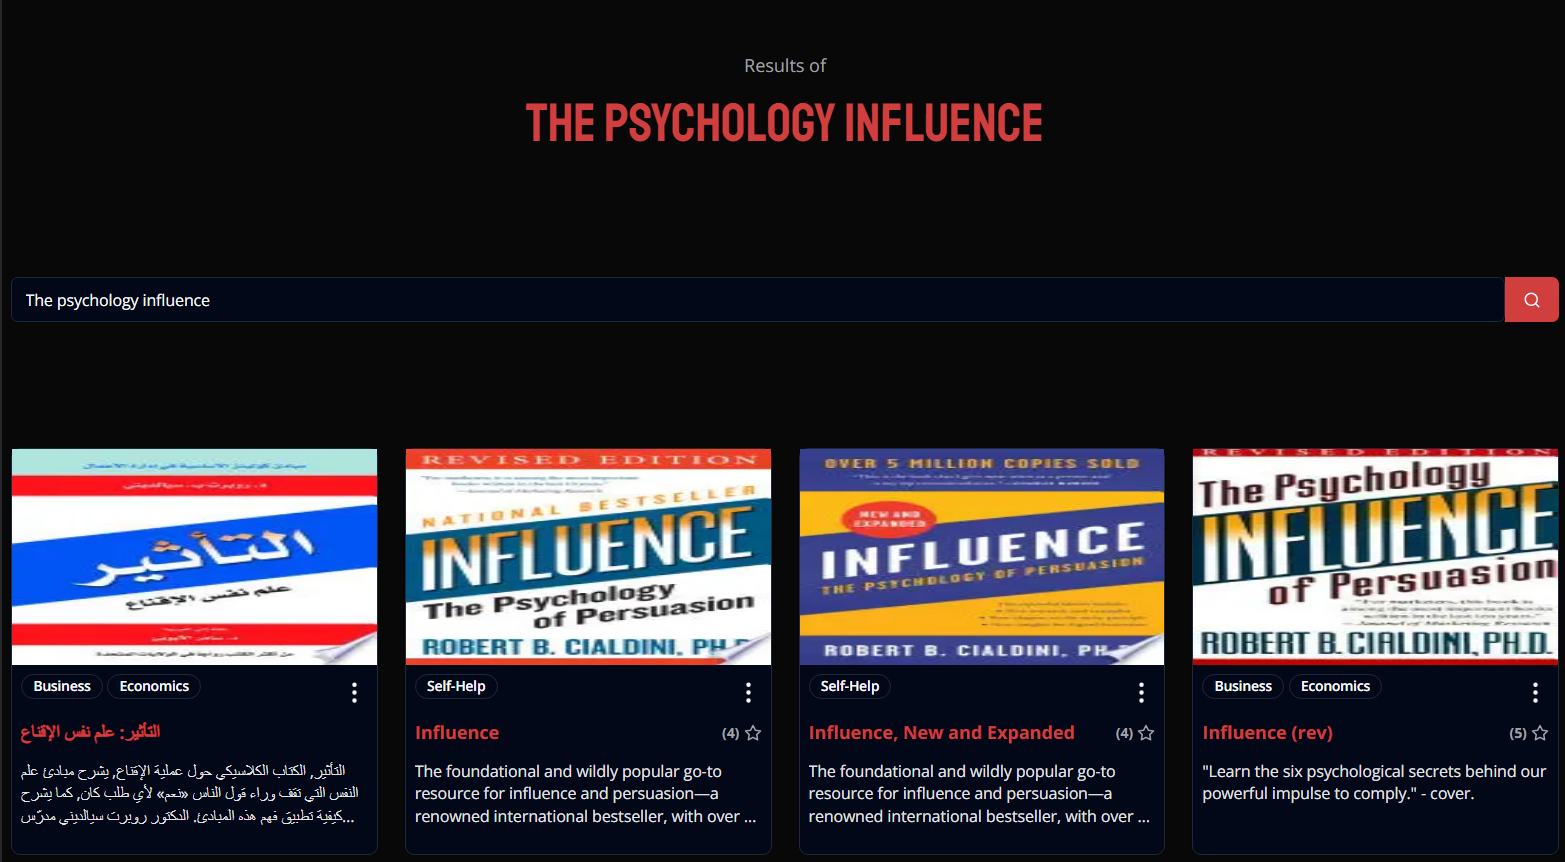 Results of
THE PSYCHOLOGY INFLUENCE
The psychology influence
مبادئ كولينز الأساسية في إدارة الأعمال
د. روبرت ب. سيالديني
التأثير
علم نفس الإقناع
REVISED EDITION
NATIONAL BESTSELLER
INFLUENCE
The Psychology
of Persuasion
ROBERT B. CIALDINI, PH.D.
OVER 5 MILLION COPIES SOLD
NEW AND
EXPANDED
INFLUENCE
THE PSYCHOLOGY OF PERSUASION
ROBERT B. CIALDINI, PH
REVISED EDITION
The Psychology
INFLUENCE
of Persuasion
ROBERT B. CIALDINI, PH.D.
Business Economics
التأثير: علم نفس الإقناع
التأثير, الكتاب الكلاسيكي حول عملية الإقناع, يشرح مبادئ علم
النفس التي تقف وراء قول الناس «نعم» لأي طلب كان, كما يشرح
كيفية تطبيق فهم هذه المبادئ. الدكتور روبرت سيالديني مدرّس...
Self-Help
Influence (4)
The foundational and wildly popular go-to
resource for influence and persuasion—a
renowned international bestseller, with over ...
Self-Help
Influence, New and Expanded (4)
The foundational and wildly popular go-to
resource for influence and persuasion—a
renowned international bestseller, with over ...
Business Economics
Influence (rev) (5)
"Learn the six psychological secrets behind our
powerful impulse to comply." - cover.